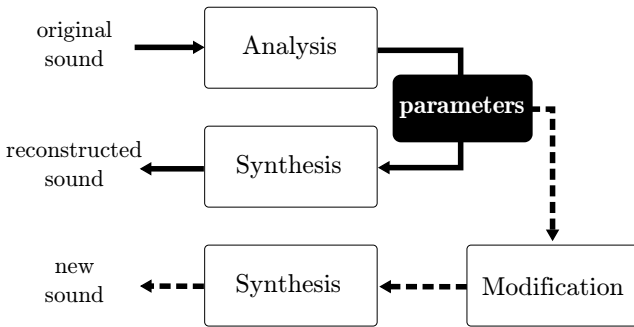 original
sound
Analysis
parameters
reconstructed
sound
Synthesis
new
sound
Synthesis
Modification